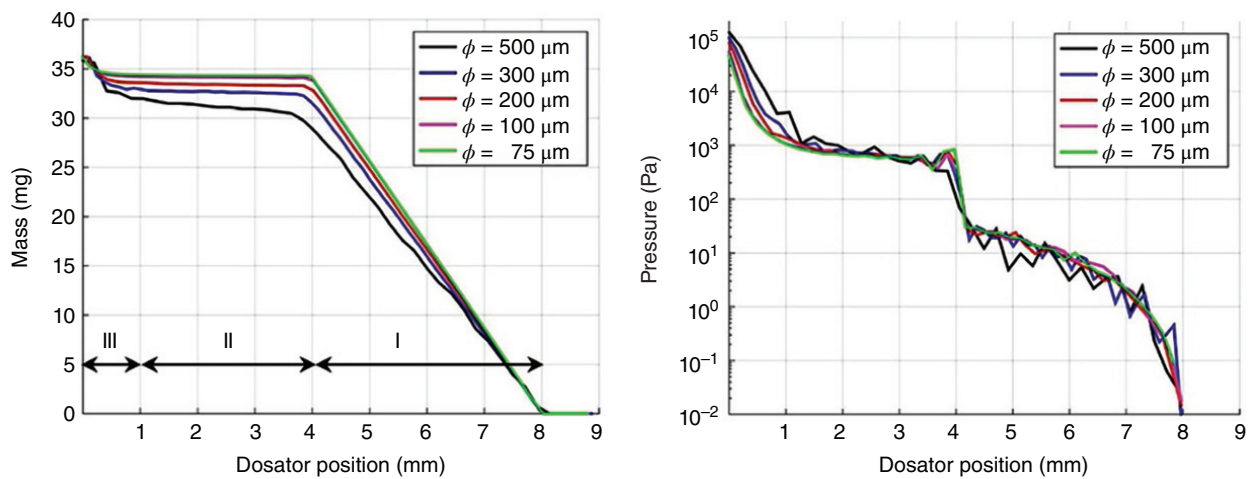 40
35
30
25
20
15
10
5
0
Mass (mg)
ϕ = 500 μm
ϕ = 300 μm
ϕ = 200 μm
ϕ = 100 μm
ϕ = 75 μm
III
II
I
1 2 3 4 5 6 7 8 9
Dosator position (mm)
10⁵
10⁴
10³
10²
10¹
10⁰
10⁻¹
10⁻²
Pressure (Pa)
ϕ = 500 μm
ϕ = 300 μm
ϕ = 200 μm
ϕ = 100 μm
ϕ = 75 μm
1 2 3 4 5 6 7 8 9
Dosator position (mm)